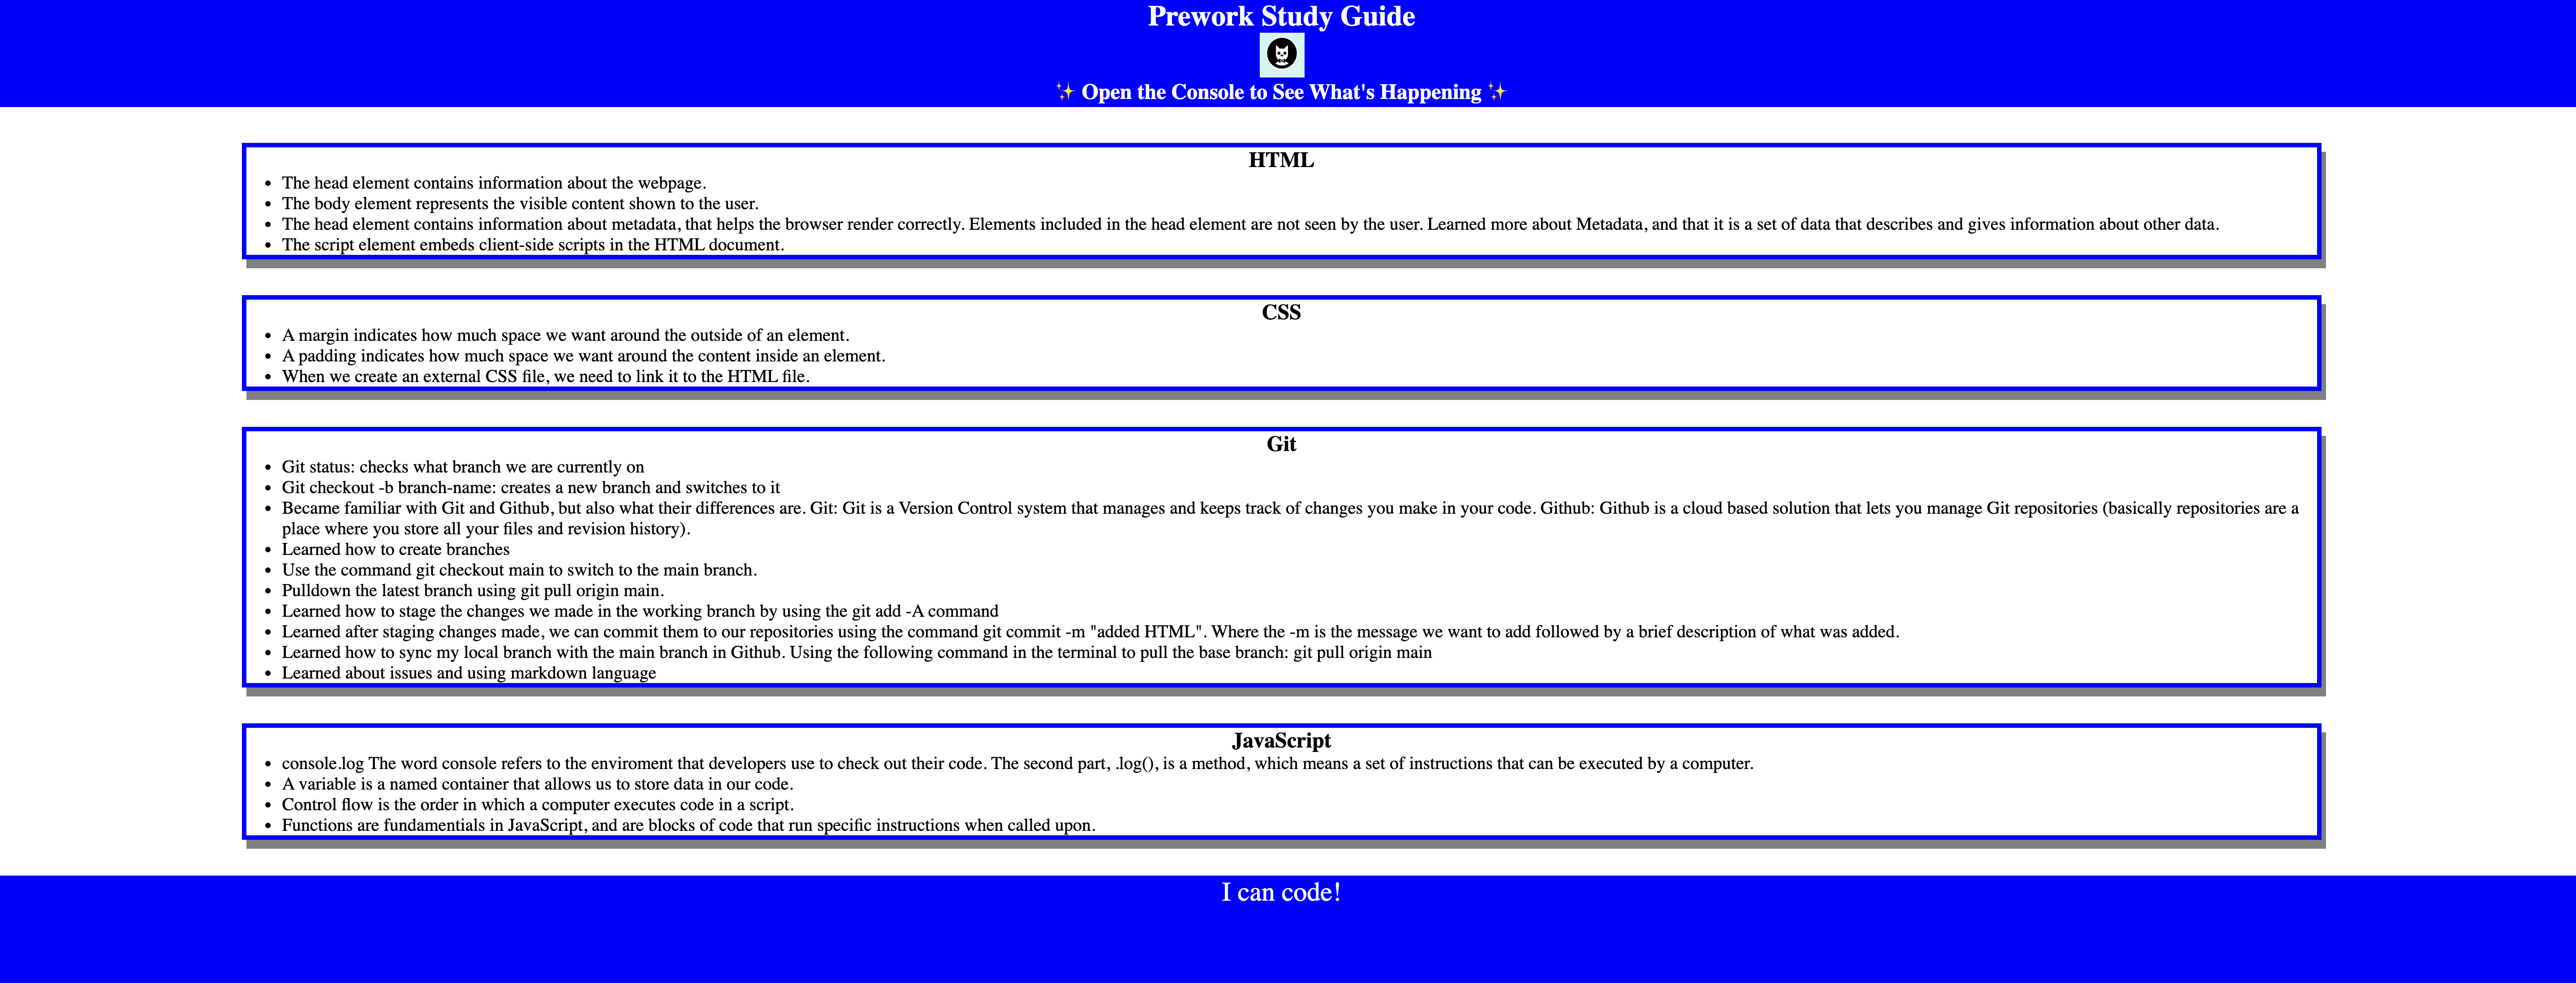 Prework Study Guide
✨ Open the Console to See What's Happening ✨
HTML
• The head element contains information about the webpage.
• The body element represents the visible content shown to the user.
• The head element contains information about metadata, that helps the browser render correctly. Elements included in the head element are not seen by the user. Learned more about Metadata, and that it is a set of data that describes and gives information about other data.
• The script element embeds client-side scripts in the HTML document.
CSS
• A margin indicates how much space we want around the outside of an element.
• A padding indicates how much space we want around the content inside an element.
• When we create an external CSS file, we need to link it to the HTML file.
Git
• Git status: checks what branch we are currently on
• Git checkout -b branch-name: creates a new branch and switches to it
• Became familiar with Git and Github, but also what their differences are. Git: Git is a Version Control system that manages and keeps track of changes you make in your code. Github: Github is a cloud based solution that lets you manage Git repositories (basically repositories are a
place where you store all your files and revision history).
• Learned how to create branches
• Use the command git checkout main to switch to the main branch.
• Pulldown the latest branch using git pull origin main.
• Learned how to stage the changes we made in the working branch by using the git add -A command
• Learned after staging changes made, we can commit them to our repositories using the command git commit -m "added HTML". Where the -m is the message we want to add followed by a brief description of what was added.
• Learned how to sync my local branch with the main branch in Github. Using the following command in the terminal to pull the base branch: git pull origin main
• Learned about issues and using markdown language
JavaScript
• console.log The word console refers to the enviroment that developers use to check out their code. The second part, .log(), is a method, which means a set of instructions that can be executed by a computer.
• A variable is a named container that allows us to store data in our code.
• Control flow is the order in which a computer executes code in a script.
• Functions are fundamentials in JavaScript, and are blocks of code that run specific instructions when called upon.
I can code!